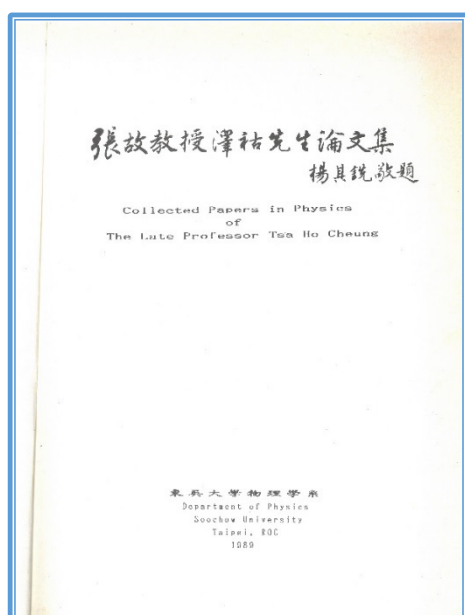 張故教授澤祜先生論文集
楊其銑敬題
Collected Papers in Physics
of
The Late Professor Tsa Ho Cheung
東吳大學物理學系
Department of Physics
Soochow University
Taipei, ROC
1989